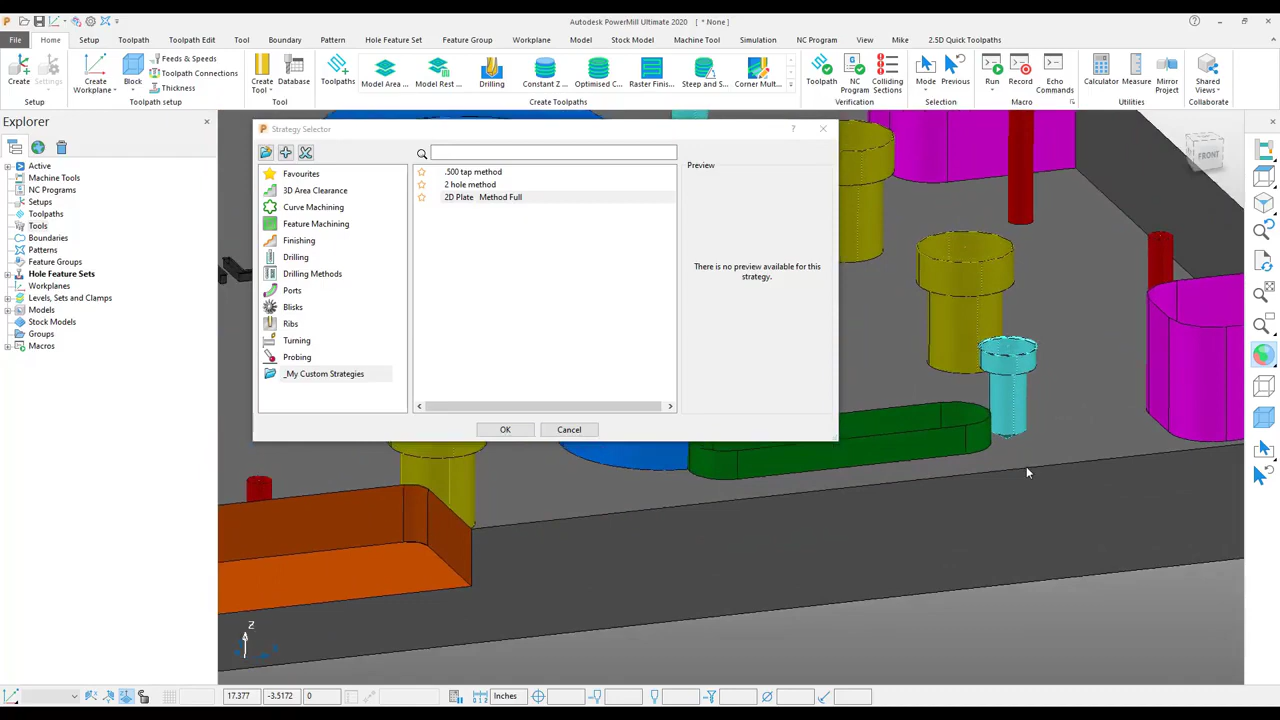 Autodesk PowerMill Ultimate 2020 [ * None ]
File Home Setup Toolpath Toolpath Edit Tool Boundary Pattern Hole Feature Set Feature Group Workplane Model Stock Model Machine Tool Simulation NC Program View Mike 2.5D Quick Toolpaths
Create
Settings
Setup
Create
Workplane
Block
Feeds & Speeds
Toolpath Connections
Thickness
Toolpath setup
Create
Tool
Database
Tool
Toolpaths
Model Area ...
Model Rest ...
Drilling
Constant Z ...
Optimised C...
Raster Finis...
Steep and S...
Corner Mult...
Create Toolpaths
Toolpath
NC
Program
Colliding
Sections
Verification
Mode
Previous
Selection
Run
Record
Echo
Commands
Macro
Calculator
Measure
Mirror
Project
Utilities
Shared
Views
Collaborate
Explorer
Active
Machine Tools
NC Programs
Setups
Toolpaths
Tools
Boundaries
Patterns
Feature Groups
Hole Feature Sets
Workplanes
Levels, Sets and Clamps
Models
Stock Models
Groups
Macros
Strategy Selector
?
Favourites
3D Area Clearance
Curve Machining
Feature Machining
Finishing
Drilling
Drilling Methods
Ports
Blisks
Ribs
Turning
Probing
_My Custom Strategies
.500 tap method
2 hole method
2D Plate Method Full
Preview
There is no preview available for this
strategy.
OK Cancel
FRONT
Z
17.377 -3.5172 0 Inches